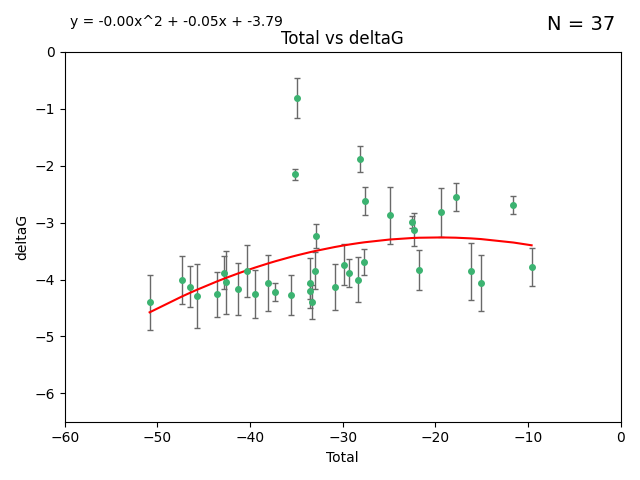 y = -0.00x^2 + -0.05x + -3.79
N = 37
Total vs deltaG
0
−1
−2
−3
−4
−5
−6
deltaG
−60 −50 −40 −30 −20 −10 0
Total